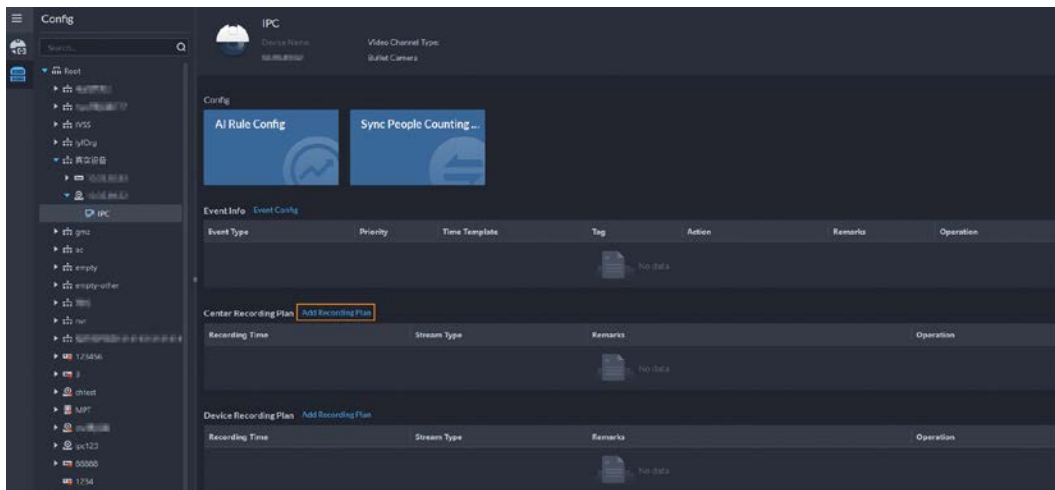 Config
Search...
Root
IVSS
lyfOrg
IPC
gmz
ac
empty
empty-other
123456
3
chtest
MPT
ipc123
88888
1234
IPC
Device Name:
Video Channel Type:
Bullet Camera
Config
AI Rule Config
Sync People Counting ...
Event Info Event Config
Event Type Priority Time Template Tag Action Remarks Operation
No data
Center Recording Plan Add Recording Plan
Recording Time Stream Type Remarks Operation
No data
Device Recording Plan Add Recording Plan
Recording Time Stream Type Remarks Operation
No data